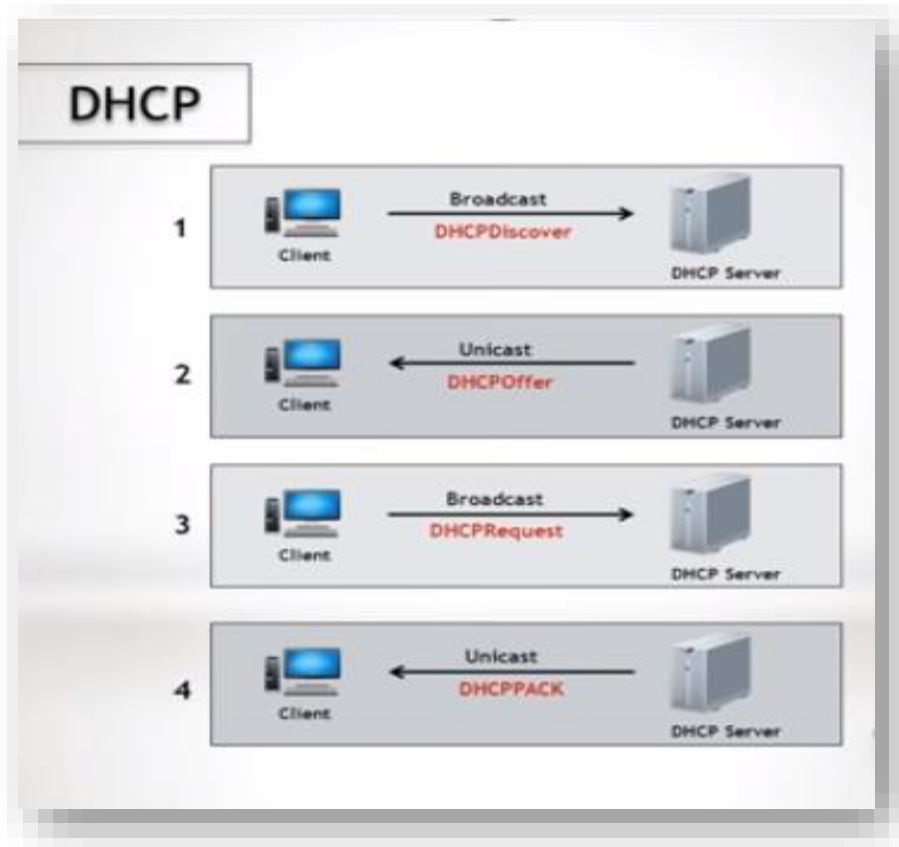 DHCP
1
Client
Broadcast
DHCPDiscover
DHCP Server
2
Client
Unicast
DHCPOffer
DHCP Server
3
Client
Broadcast
DHCPRequest
DHCP Server
4
Client
Unicast
DHCPPACK
DHCP Server